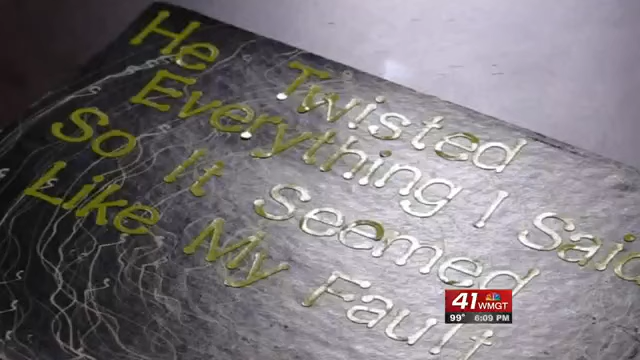 He Twisted
Everything I Said
So It Seemed
Like My Fault
41 WMGT
99° 6:09 PM